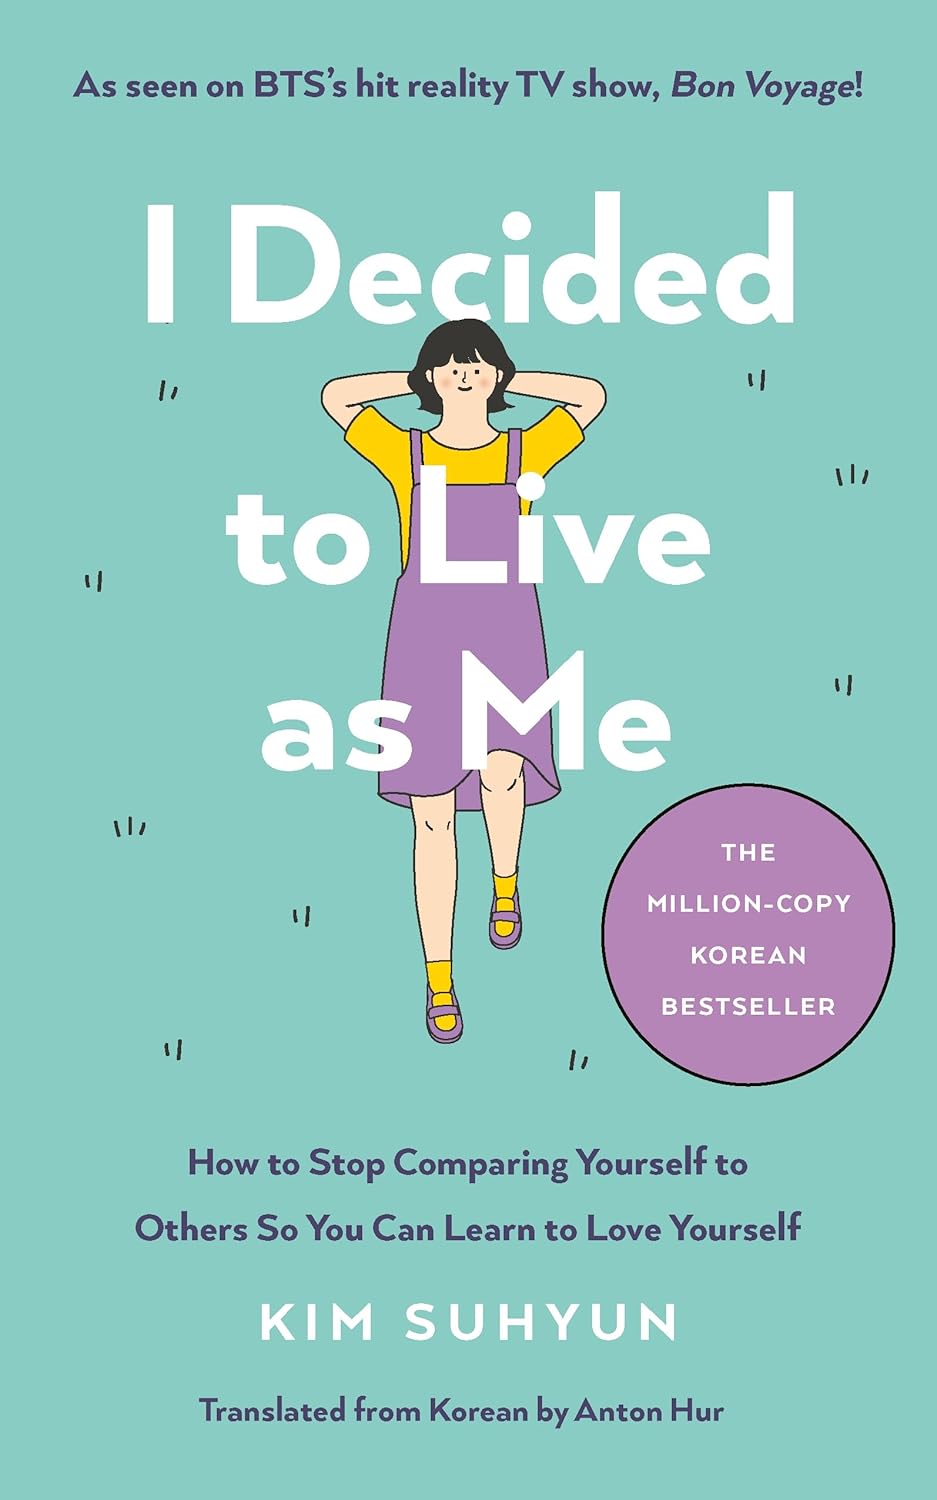 As seen on BTS’s hit reality TV show, Bon Voyage!
I Decided
to Live
as Me
THE
MILLION-COPY
KOREAN
BESTSELLER
How to Stop Comparing Yourself to
Others So You Can Learn to Love Yourself
KIM SUHYUN
Translated from Korean by Anton Hur